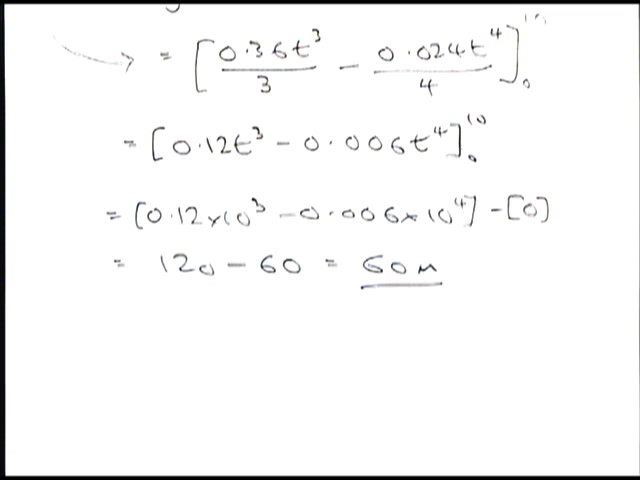 = [0.36t³/3 − 0.024t⁴/4]₀¹⁰
= [0.12t³ − 0.006t⁴]₀¹⁰
= [0.12×10³ − 0.006×10⁴] − [0]
= 120 − 60 = 60m